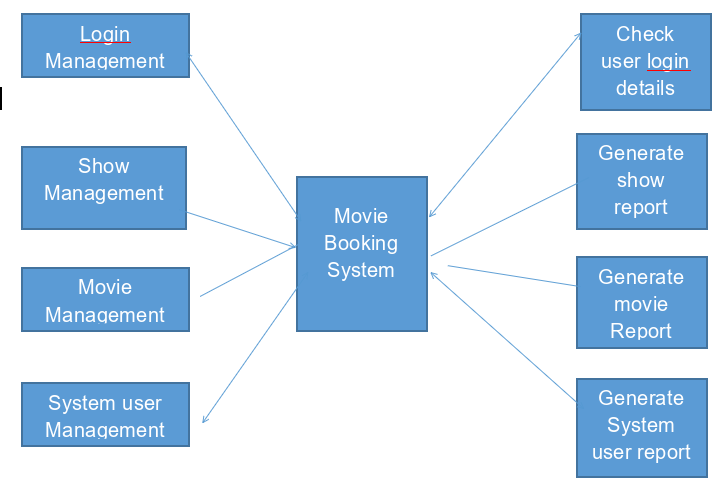 Login
Management
Show
Management
Movie
Management
System user
Management
Movie
Booking
System
Check
user login
details
Generate
show
report
Generate
movie
Report
Generate
System
user report